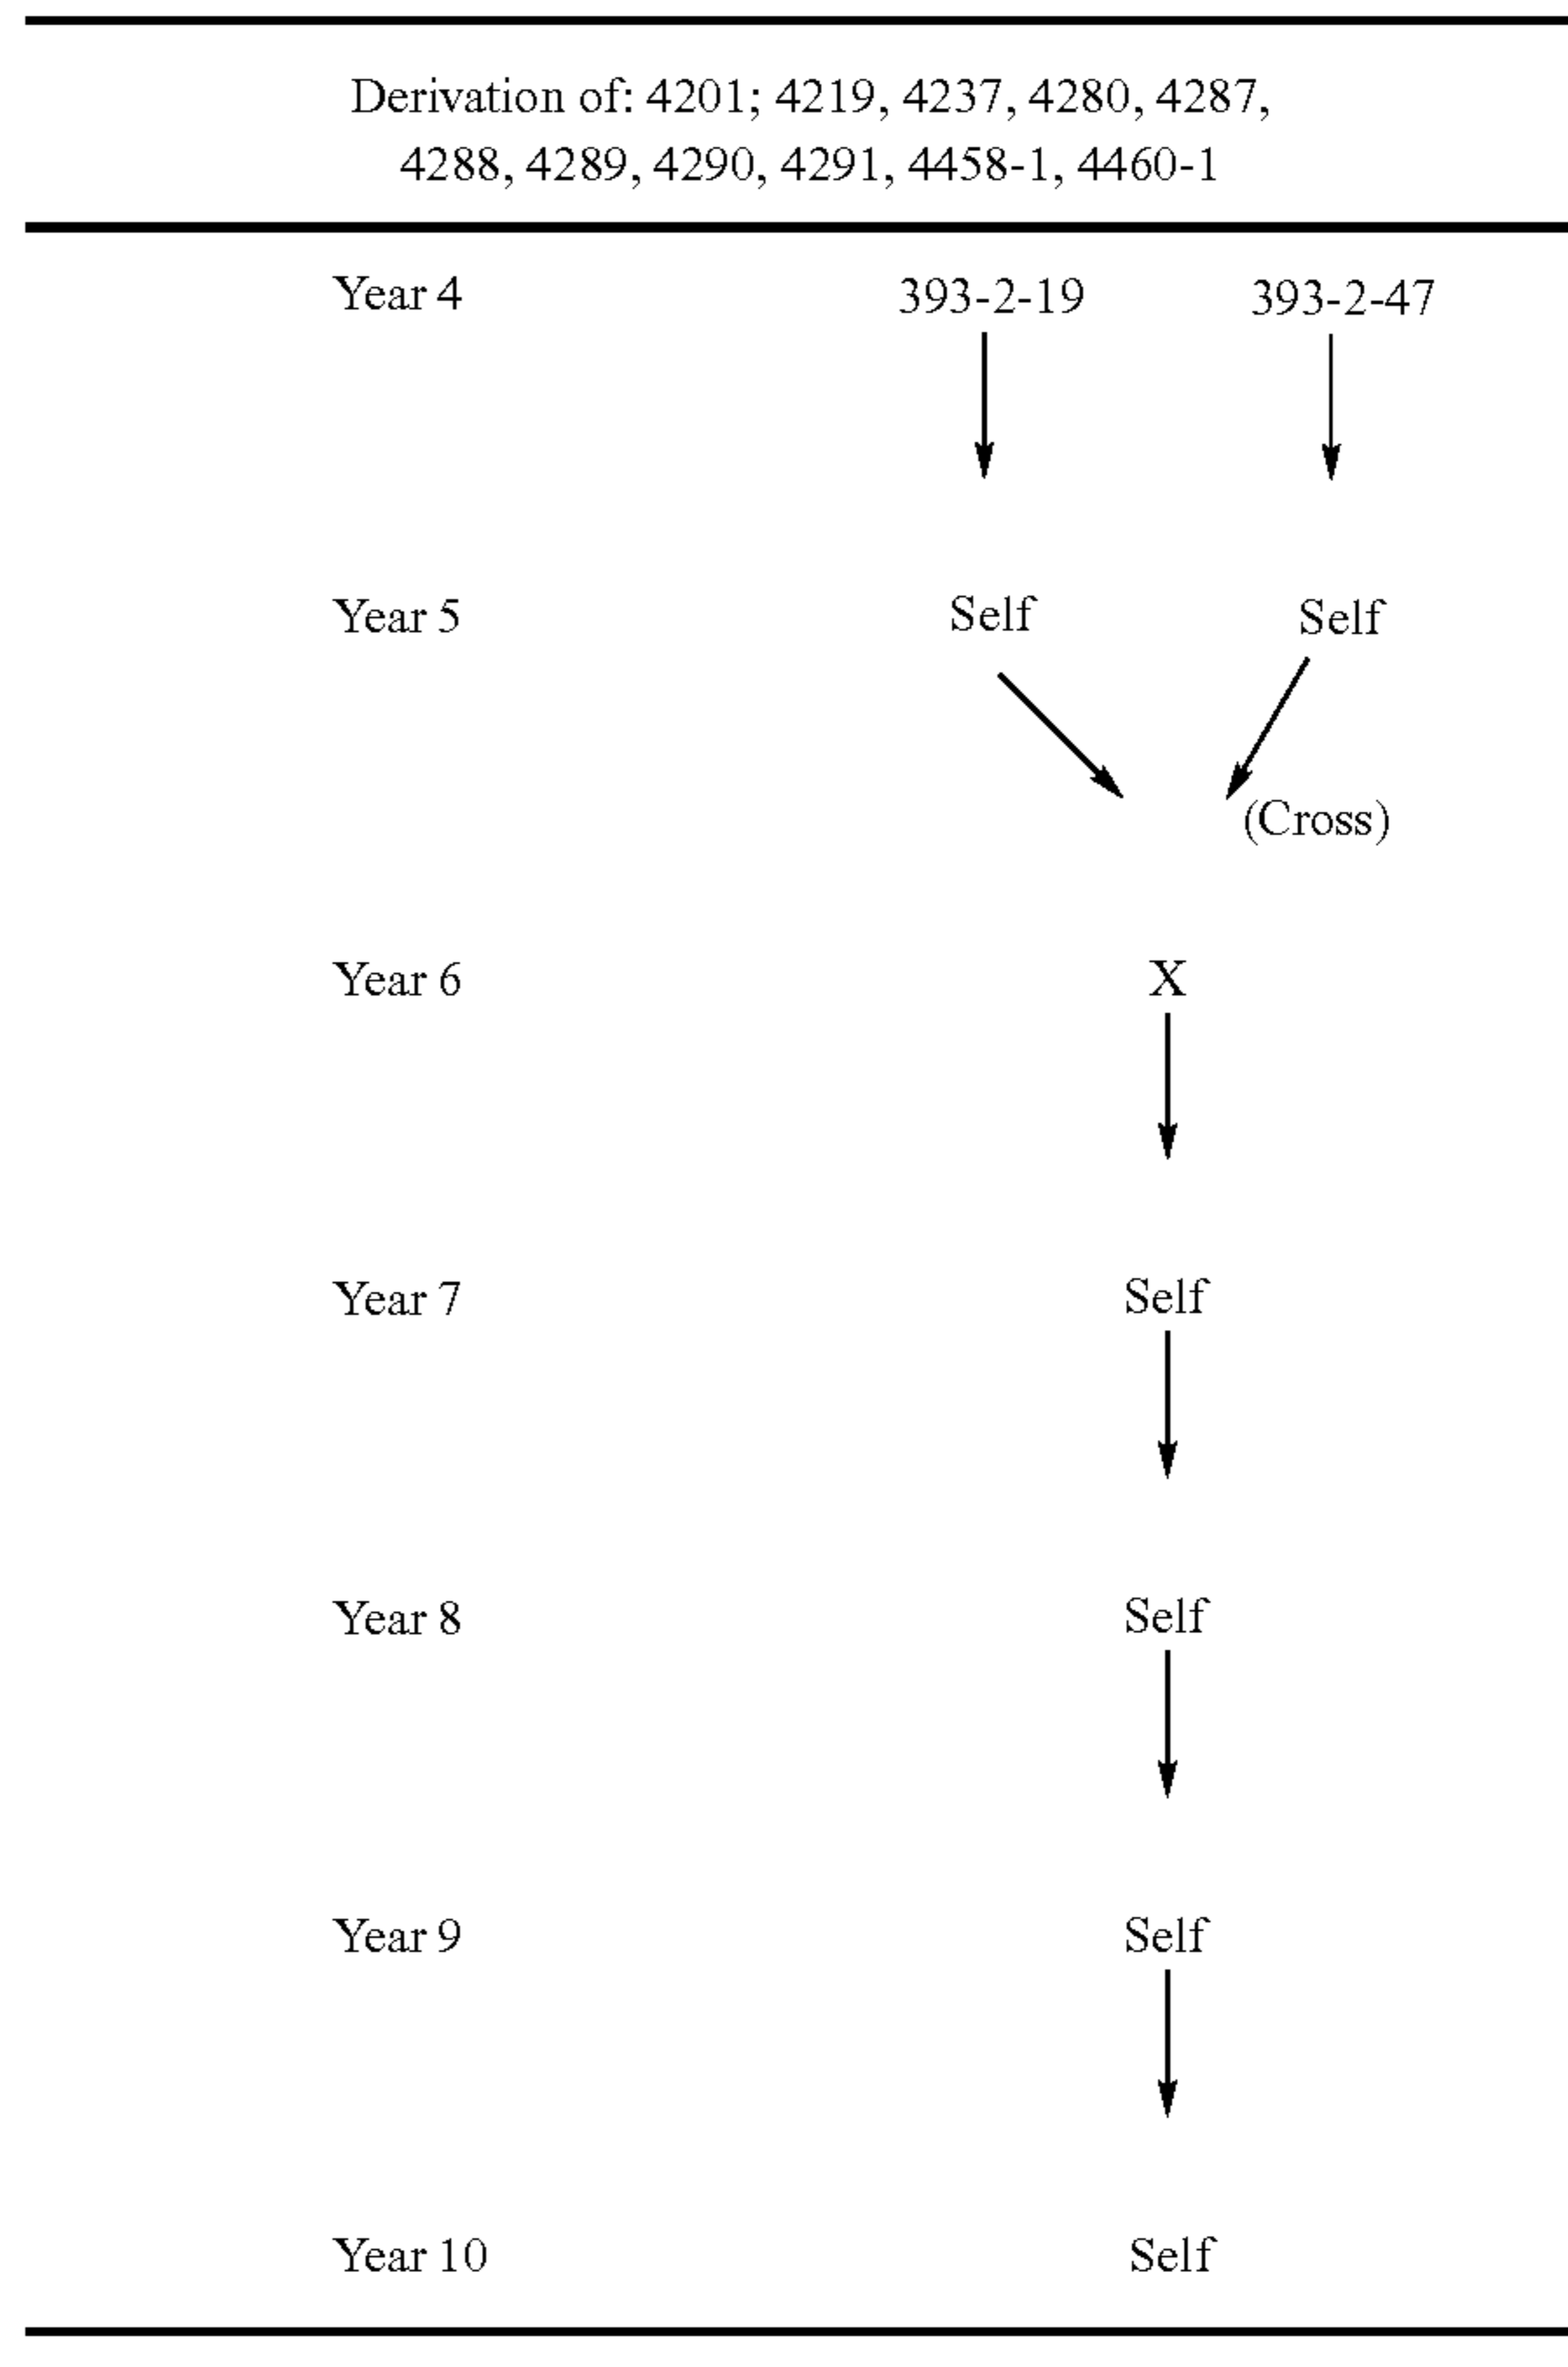 Derivation of: 4201; 4219, 4237, 4280, 4287,
4288, 4289, 4290, 4291, 4458-1, 4460-1
Year 4 393-2-19 393-2-47
Year 5 Self Self
(Cross)
Year 6 X
Year 7 Self
Year 8 Self
Year 9 Self
Year 10 Self